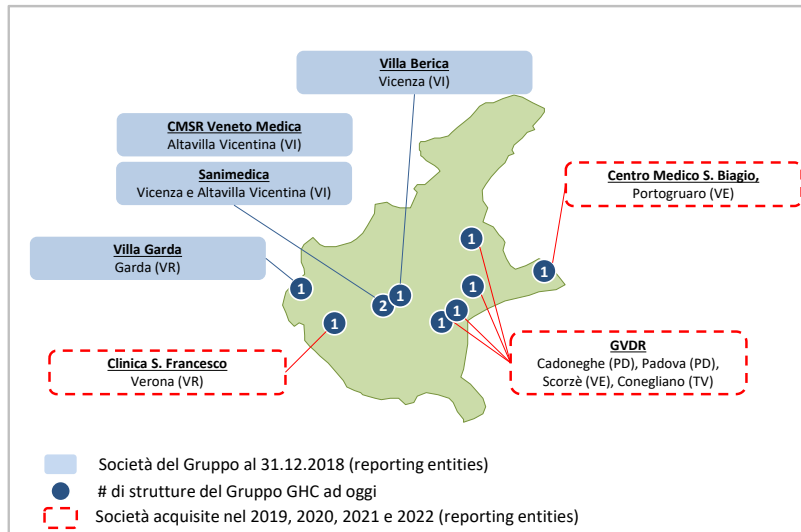 Villa Berica
Vicenza (VI)
CMSR Veneto Medica
Altavilla Vicentina (VI)
Sanimedica
Vicenza e Altavilla Vicentina (VI)
Centro Medico S. Biagio,
Portogruaro (VE)
Villa Garda
Garda (VR)
1
1
1
1
1
2
1
1
1
Clinica S. Francesco
Verona (VR)
GVDR
Cadoneghe (PD), Padova (PD),
Scorzè (VE), Conegliano (TV)
Società del Gruppo al 31.12.2018 (reporting entities)
# di strutture del Gruppo GHC ad oggi
Società acquisite nel 2019, 2020, 2021 e 2022 (reporting entities)